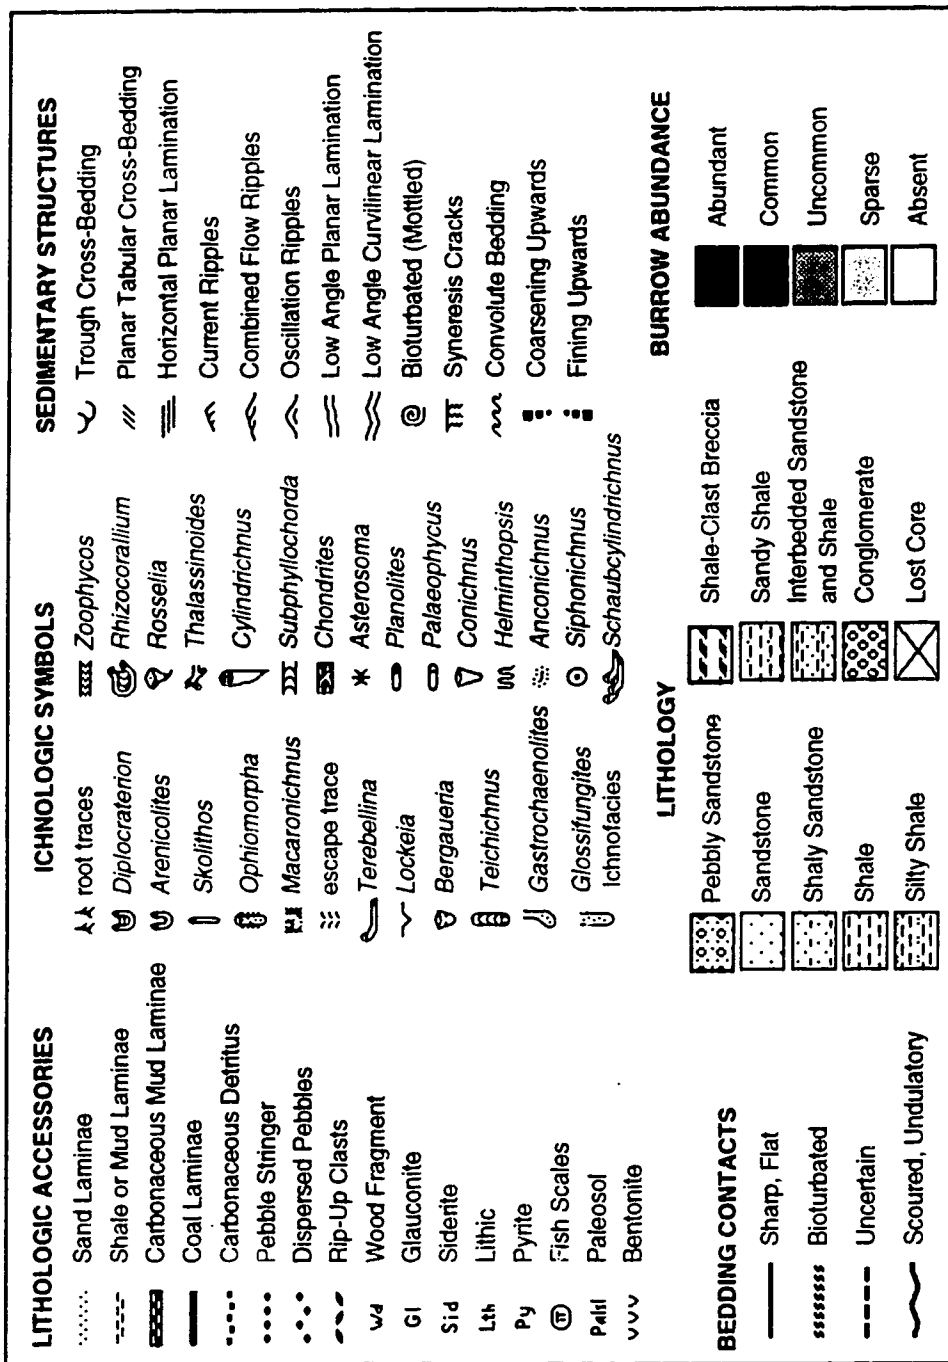 LITHOLOGIC ACCESSORIES
Sand Laminae
Shale or Mud Laminae
Carbonaceous Mud Laminae
Coal Laminae
Carbonaceous Detritus
Pebble Stringer
Dispersed Pebbles
Rip-Up Clasts
Wd Wood Fragment
Gl Glauconite
Sid Siderite
Lth Lithic
Py Pyrite
Fish Scales
Palsl Paleosol
Bentonite
ICHNOLOGIC SYMBOLS
root traces
Diplocraterion
Arenicolites
Skolithos
Ophiomorpha
Macaronichnus
escape trace
Terebellina
Lockeia
Bergaueria
Teichichnus
Gastrochaenolites
Glossifungites
Ichnofacies
Zoophycos
Rhizocorallium
Rosselia
Thalassinoides
Cylindrichnus
Subphyllochorda
Chondrites
Asterosoma
Planolites
Palaeophycus
Conichnus
Helminthopsis
Anconichnus
Siphonichnus
Schaubcylindrichnus
SEDIMENTARY STRUCTURES
Trough Cross-Bedding
Planar Tabular Cross-Bedding
Horizontal Planar Lamination
Current Ripples
Combined Flow Ripples
Oscillation Ripples
Low Angle Planar Lamination
Low Angle Curvilinear Lamination
Bioturbated (Mottled)
Syneresis Cracks
Convolute Bedding
Coarsening Upwards
Fining Upwards
BEDDING CONTACTS
Sharp, Flat
Bioturbated
Uncertain
Scoured, Undulatory
LITHOLOGY
Pebbly Sandstone
Sandstone
Shaly Sandstone
Shale
Silty Shale
Shale-Clast Breccia
Sandy Shale
Interbedded Sandstone
and Shale
Conglomerate
Lost Core
BURROW ABUNDANCE
Abundant
Common
Uncommon
Sparse
Absent